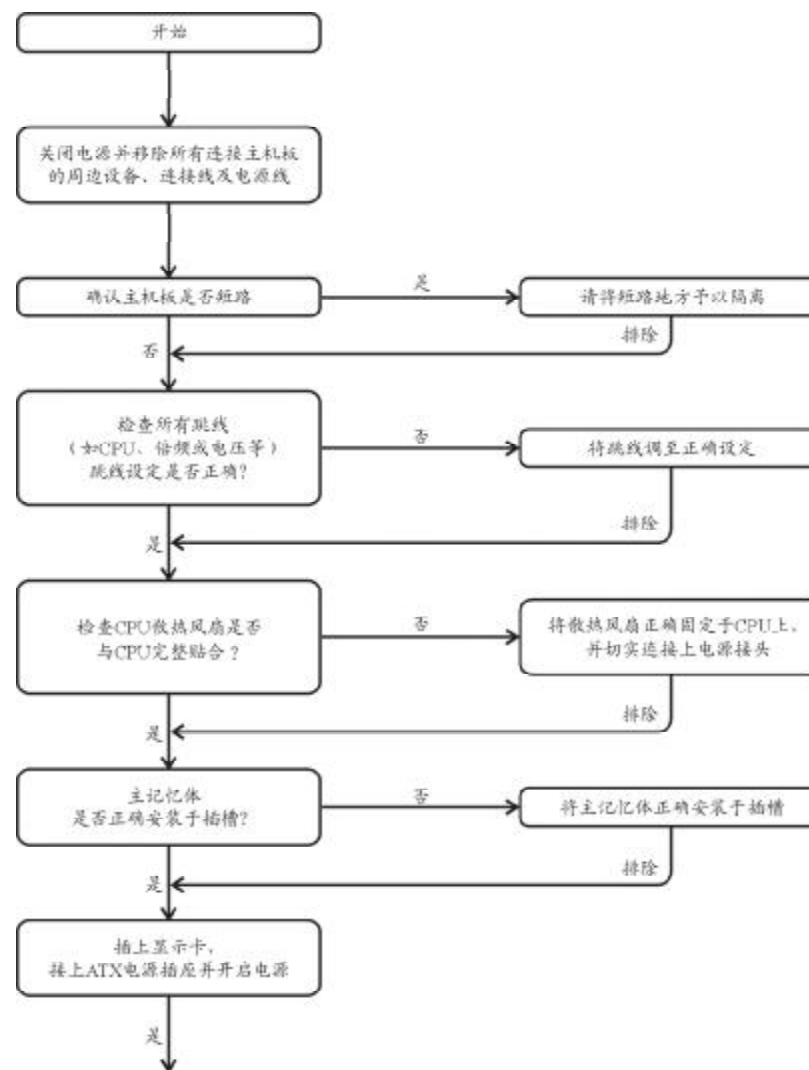 开始
关闭电源并移除所有连接主机板
的周边设备、连接线及电源线
确认主机板是否短路
是
请将短路地方予以隔离
排除
否
检查所有跳线
（如CPU、倍频或电压等）
跳线设定是否正确?
否
将跳线调至正确设定
排除
是
检查CPU散热风扇是否
与CPU完整贴合？
否
将散热风扇正确固定于CPU上，
并切实连接上电源接头
排除
是
主记忆体
是否正确安装于插槽?
否
将主记忆体正确安装于插槽
排除
是
插上显示卡，
接上ATX电源插座并开启电源
是